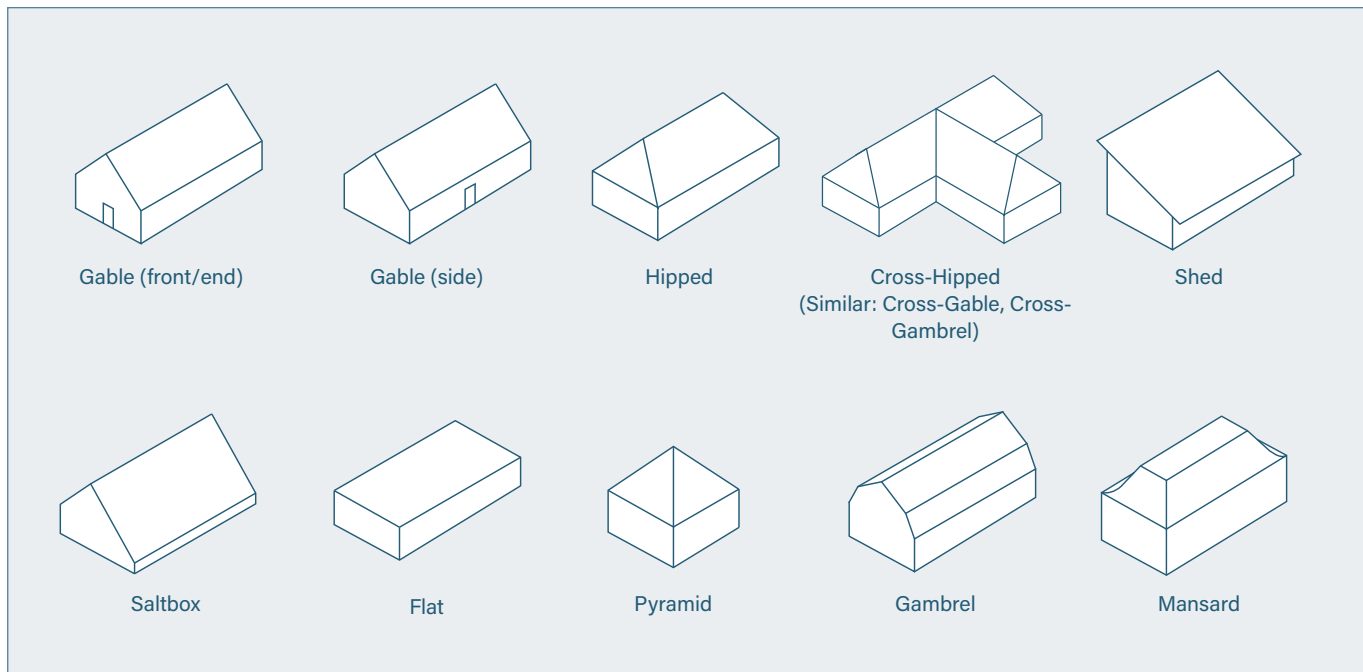 Gable (front/end)
Gable (side)
Hipped
Cross-Hipped
(Similar: Cross-Gable, Cross-
Gambrel)
Shed
Saltbox
Flat
Pyramid
Gambrel
Mansard